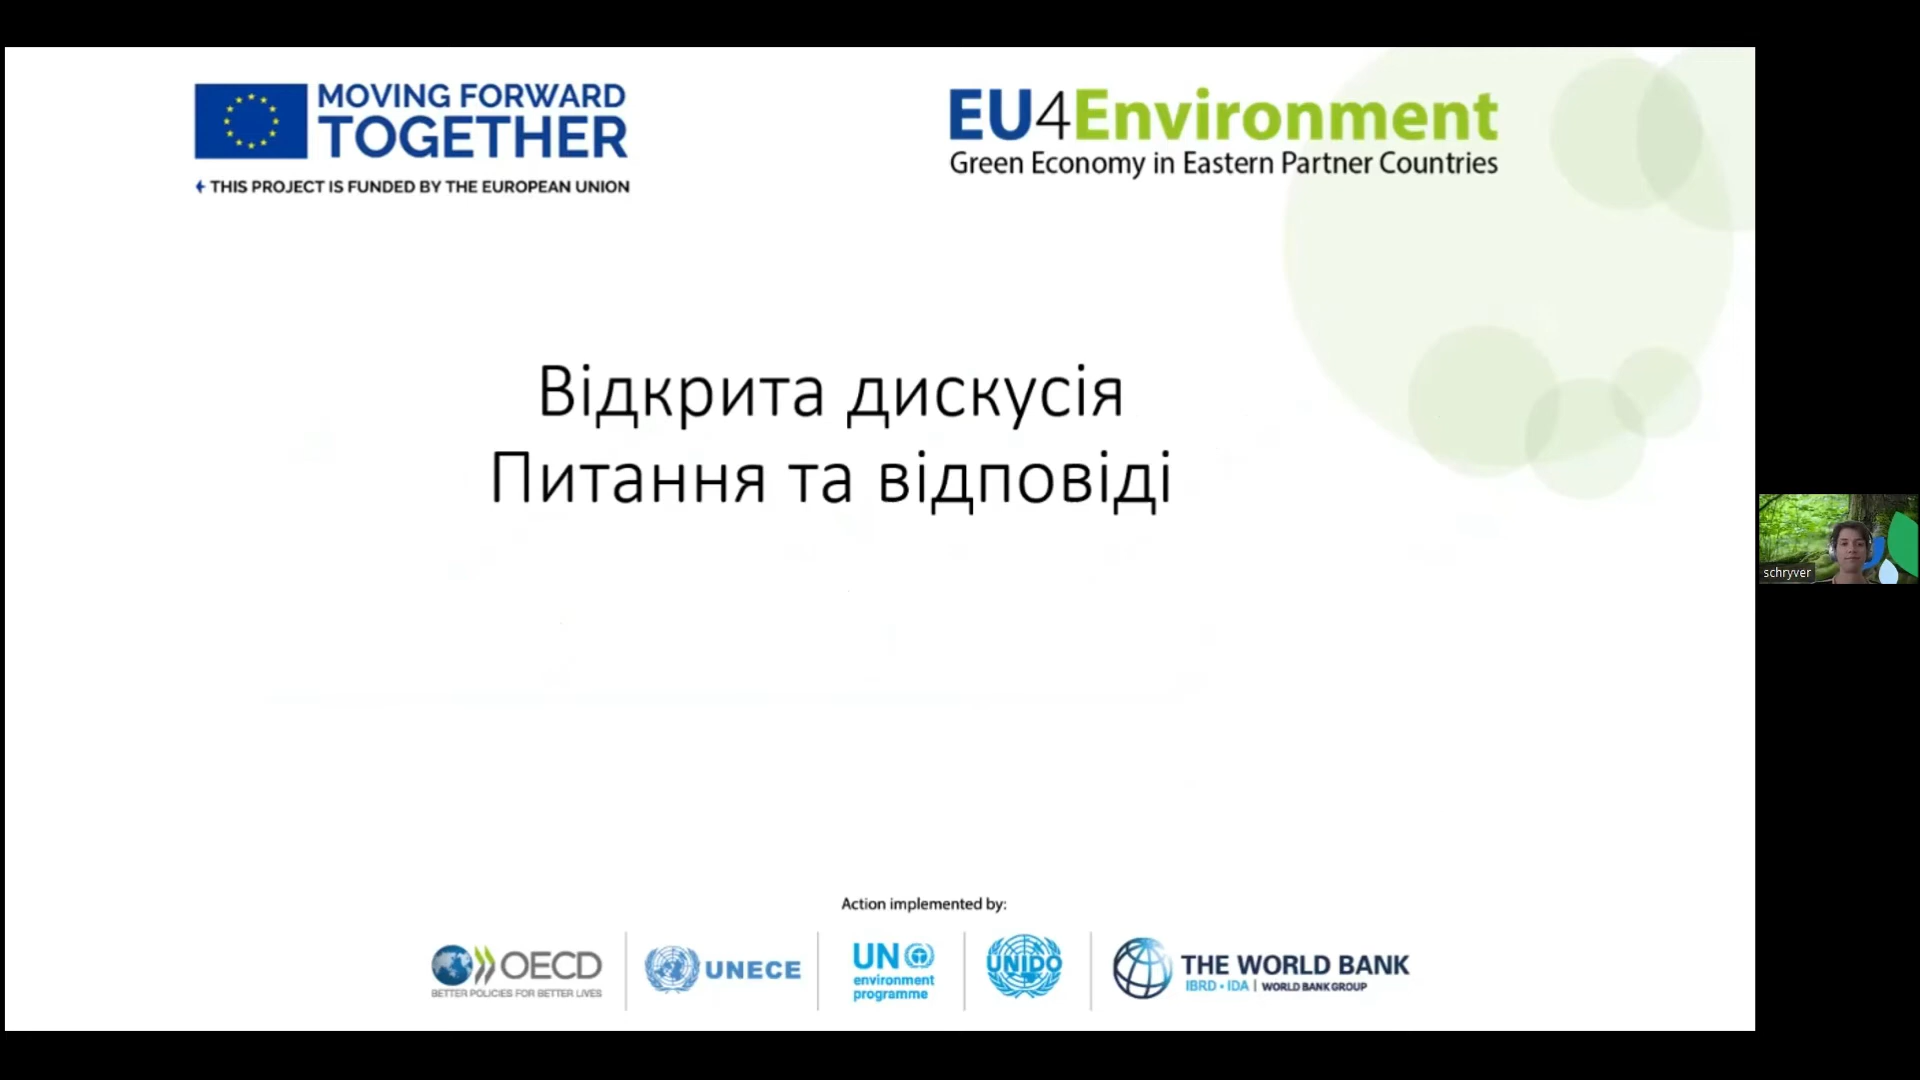 MOVING FORWARD
TOGETHER
THIS PROJECT IS FUNDED BY THE EUROPEAN UNION
EU4Environment
Green Economy in Eastern Partner Countries
Відкрита дискусія
Питання та відповіді
schryver
Action implemented by:
OECD
BETTER POLICIES FOR BETTER LIVES
UNECE
UN
environment
programme
UNIDO
THE WORLD BANK
IBRD • IDA | WORLD BANK GROUP